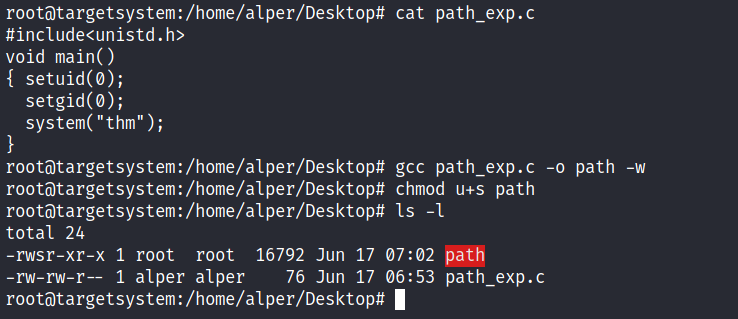 root@targetsystem:/home/alper/Desktop# cat path_exp.c
#include<unistd.h>
void main()
{ setuid(0);
  setgid(0);
  system("thm");
}
root@targetsystem:/home/alper/Desktop# gcc path_exp.c -o path -w
root@targetsystem:/home/alper/Desktop# chmod u+s path
root@targetsystem:/home/alper/Desktop# ls -l
total 24
-rwsr-xr-x 1 root  root  16792 Jun 17 07:02 path
-rw-rw-r-- 1 alper alper    76 Jun 17 06:53 path_exp.c
root@targetsystem:/home/alper/Desktop#